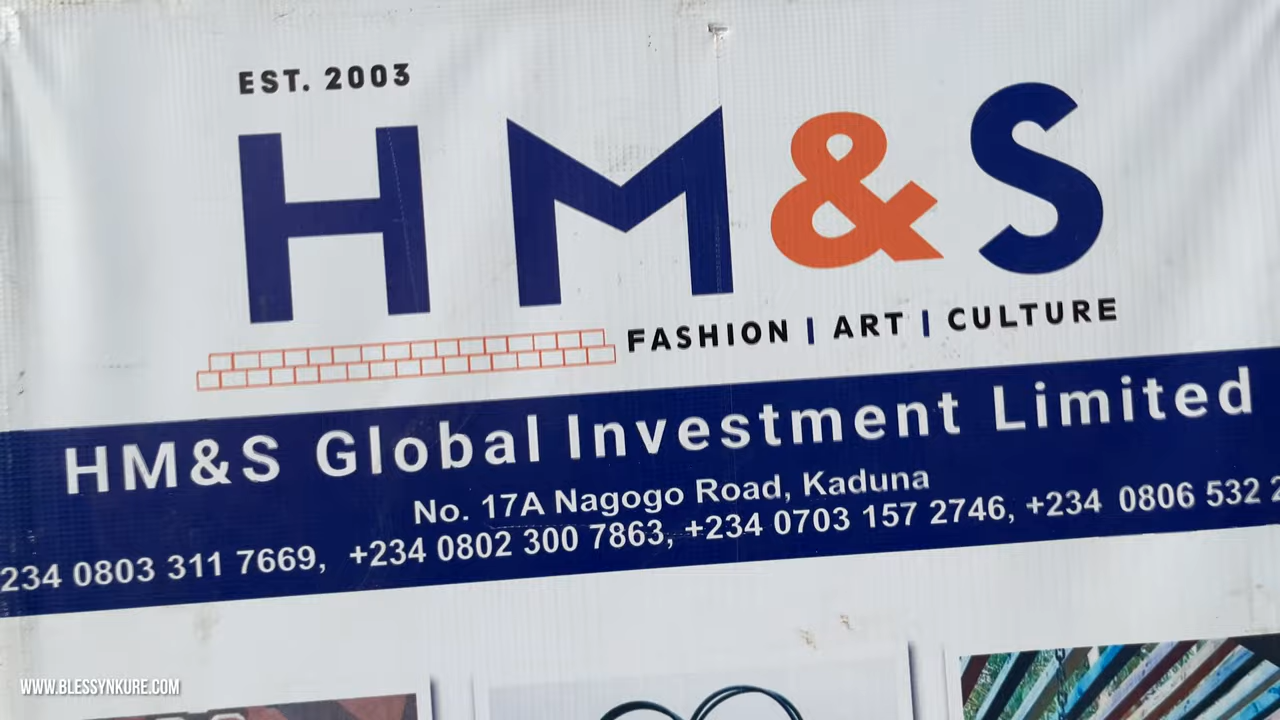 EST. 2003
HM&S
FASHION | ART | CULTURE
HM&S Global Investment Limited
No. 17A Nagogo Road, Kaduna
234 0803 311 7669, +234 0802 300 7863, +234 0703 157 2746, +234 0806 532 2
WWW.BLESSYNKURE.COM